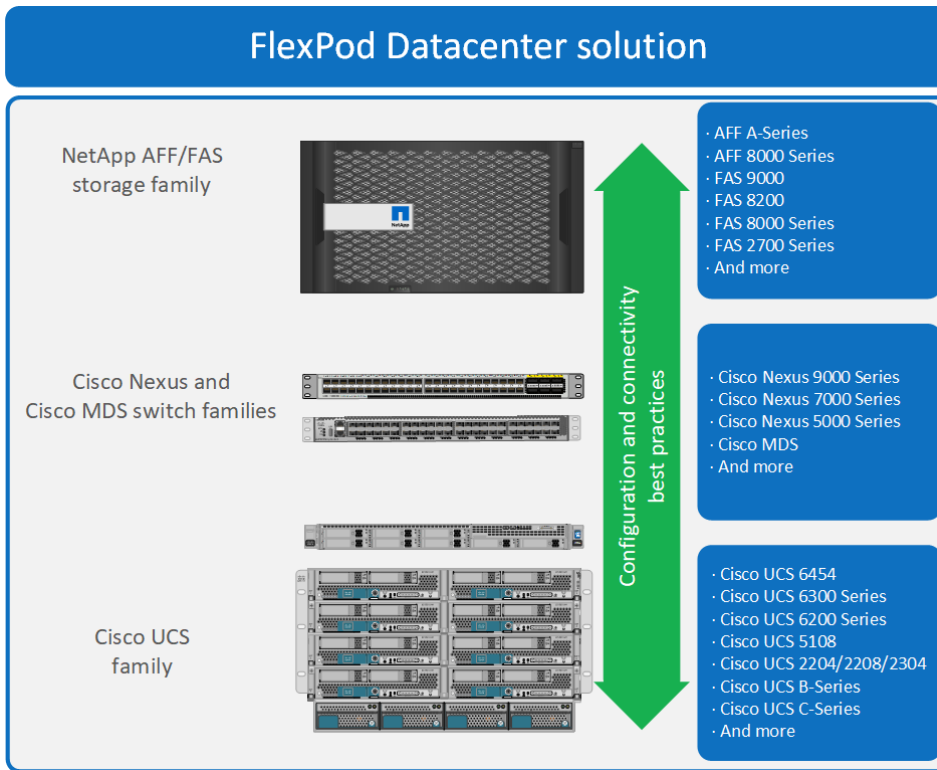 FlexPod Datacenter solution
NetApp AFF/FAS
storage family
NetApp
· AFF A-Series
· AFF 8000 Series
· FAS 9000
· FAS 8200
· FAS 8000 Series
· FAS 2700 Series
· And more
Configuration and connectivity
best practices
Cisco Nexus and
Cisco MDS switch families
· Cisco Nexus 9000 Series
· Cisco Nexus 7000 Series
· Cisco Nexus 5000 Series
· Cisco MDS
· And more
Cisco UCS
family
· Cisco UCS 6454
· Cisco UCS 6300 Series
· Cisco UCS 6200 Series
· Cisco UCS 5108
· Cisco UCS 2204/2208/2304
· Cisco UCS B-Series
· Cisco UCS C-Series
· And more